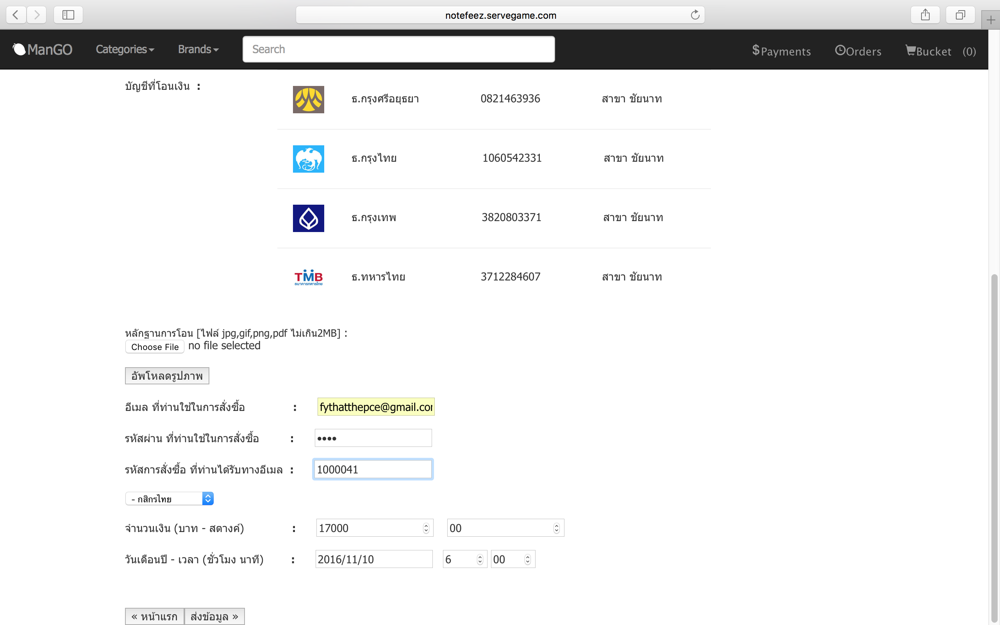 notefeez.servegame.com
ManGO Categories Brands Search $Payments Orders Bucket (0)
บัญชีที่โอนเงิน :
ธ.กรุงศรีอยุธยา 0821463936 สาขา ชัยนาท
ธ.กรุงไทย 1060542331 สาขา ชัยนาท
ธ.กรุงเทพ 3820803371 สาขา ชัยนาท
TMB
ธนาคารทหารไทย
ธ.ทหารไทย 3712284607 สาขา ชัยนาท
หลักฐานการโอน [ไฟล์ jpg,gif,png,pdf ไม่เกิน2MB] :
Choose File no file selected
อัพโหลดรูปภาพ
อีเมล ที่ท่านใช้ในการสั่งซื้อ : fythatthepce@gmail.cor
รหัสผ่าน ที่ท่านใช้ในการสั่งซื้อ : ••••
รหัสการสั่งซื้อ ที่ท่านได้รับทางอีเมล : 1000041
- กสิกรไทย
จำนวนเงิน (บาท - สตางค์) : 17000 00
วันเดือนปี - เวลา (ชั่วโมง นาที) : 2016/11/10 6 00
« หน้าแรก ส่งข้อมูล »